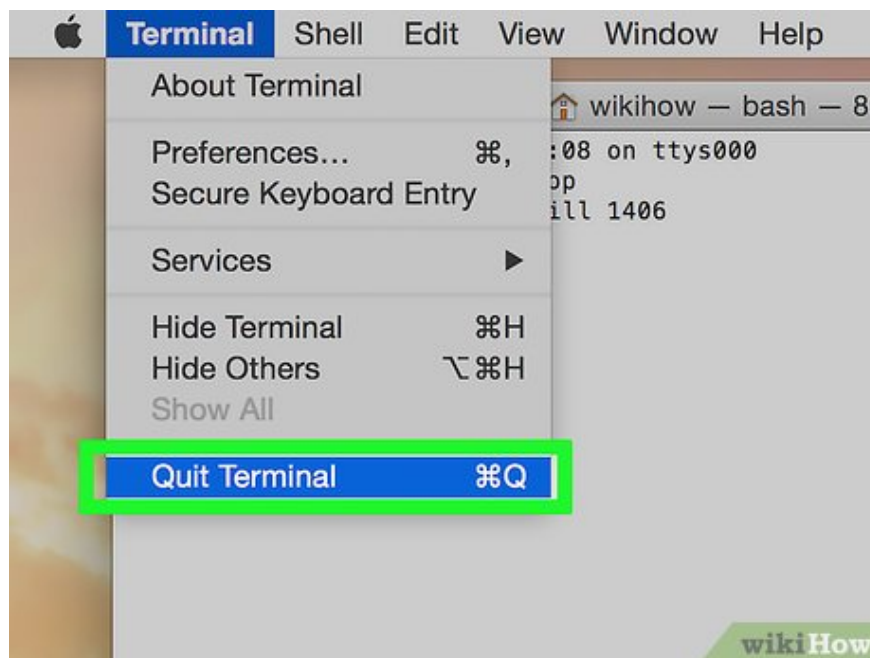 Terminal Shell Edit View Window Help
About Terminal
wikihow — bash — 8
Preferences... ⌘,
:08 on ttys000
Secure Keyboard Entry
op
ill 1406
Services ▶
Hide Terminal ⌘H
Hide Others ⌥⌘H
Show All
Quit Terminal ⌘Q
wikiHow